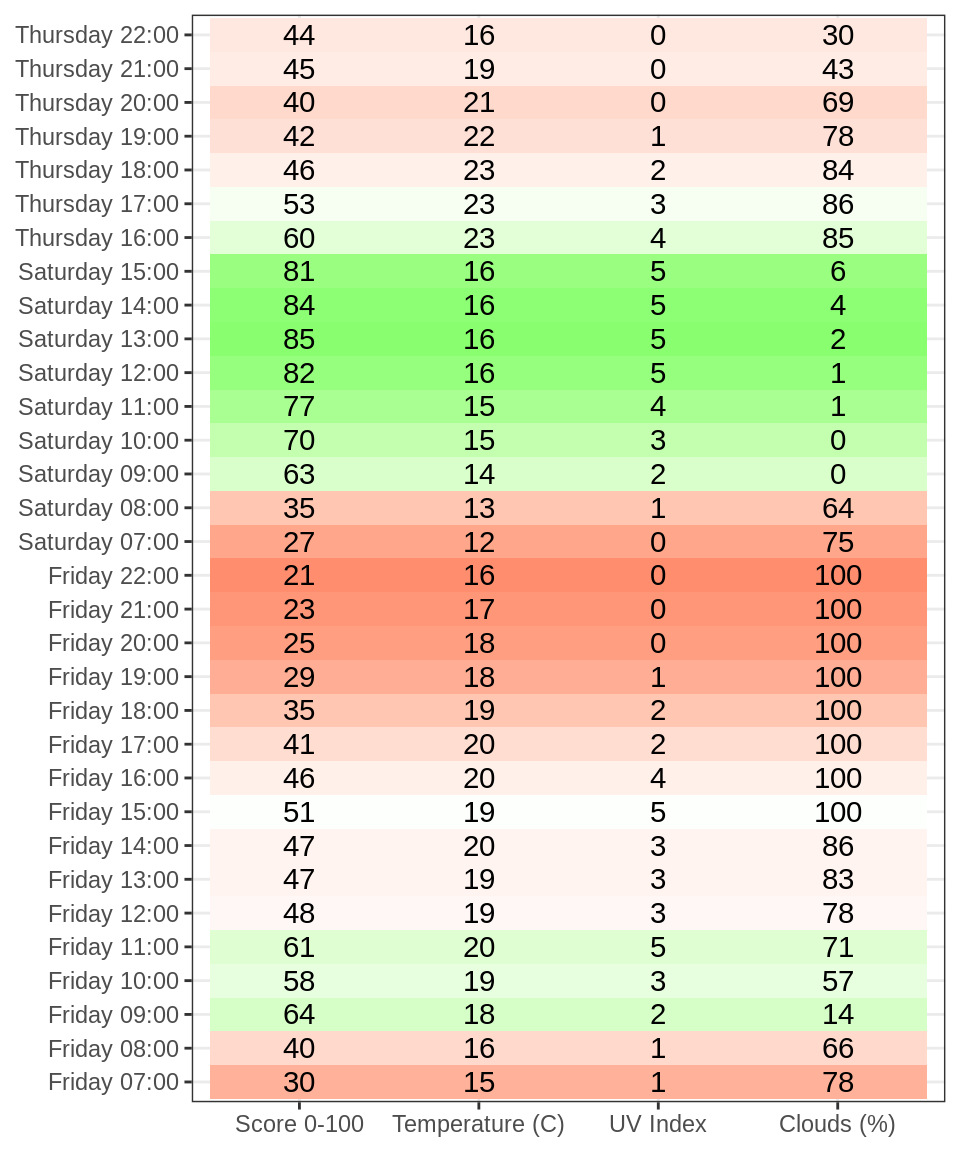 Thursday 22:00 44 16 0 30
Thursday 21:00 45 19 0 43
Thursday 20:00 40 21 0 69
Thursday 19:00 42 22 1 78
Thursday 18:00 46 23 2 84
Thursday 17:00 53 23 3 86
Thursday 16:00 60 23 4 85
Saturday 15:00 81 16 5 6
Saturday 14:00 84 16 5 4
Saturday 13:00 85 16 5 2
Saturday 12:00 82 16 5 1
Saturday 11:00 77 15 4 1
Saturday 10:00 70 15 3 0
Saturday 09:00 63 14 2 0
Saturday 08:00 35 13 1 64
Saturday 07:00 27 12 0 75
Friday 22:00 21 16 0 100
Friday 21:00 23 17 0 100
Friday 20:00 25 18 0 100
Friday 19:00 29 18 1 100
Friday 18:00 35 19 2 100
Friday 17:00 41 20 2 100
Friday 16:00 46 20 4 100
Friday 15:00 51 19 5 100
Friday 14:00 47 20 3 86
Friday 13:00 47 19 3 83
Friday 12:00 48 19 3 78
Friday 11:00 61 20 5 71
Friday 10:00 58 19 3 57
Friday 09:00 64 18 2 14
Friday 08:00 40 16 1 66
Friday 07:00 30 15 1 78
Score 0-100 Temperature (C) UV Index Clouds (%)